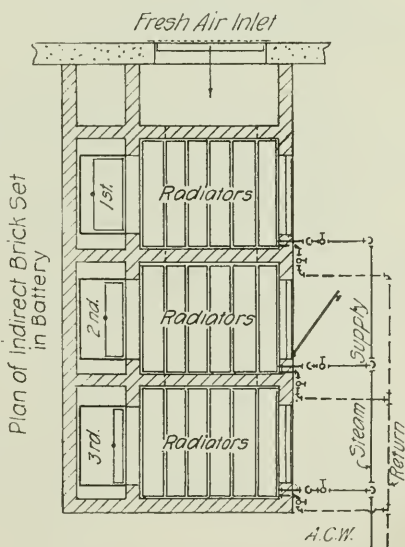 Fresh Air Inlet
Plan of Indirect Brick Set
in Battery
1st.
Radiators
2nd.
Radiators
Supply
3rd.
Radiators
Steam
Return
A.C.W.